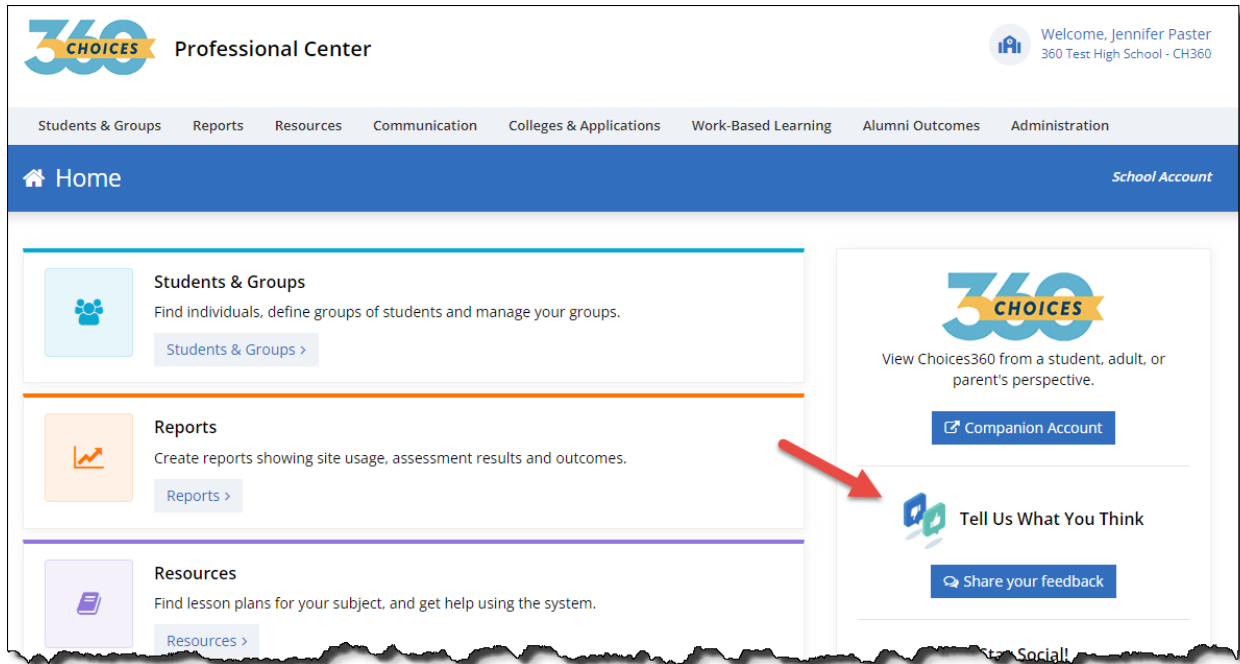 360
CHOICES
Professional Center
Welcome, Jennifer Paster
360 Test High School - CH360
Students & Groups Reports Resources Communication Colleges & Applications Work-Based Learning Alumni Outcomes Administration
Home
School Account
Students & Groups
Find individuals, define groups of students and manage your groups.
Students & Groups >
Reports
Create reports showing site usage, assessment results and outcomes.
Reports >
Resources
Find lesson plans for your subject, and get help using the system.
Resources >
360
CHOICES
View Choices360 from a student, adult, or
parent's perspective.
Companion Account
Tell Us What You Think
Share your feedback
Stay Social!